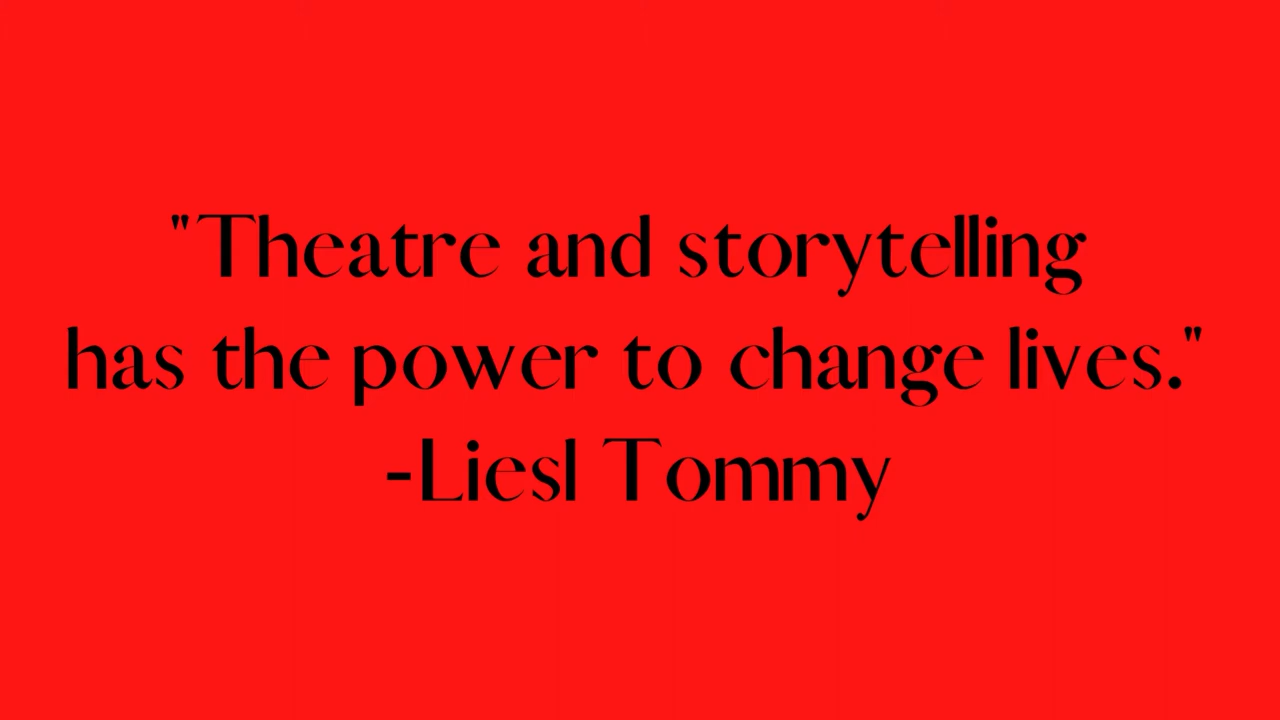 "Theatre and storytelling
has the power to change lives."
-Liesl Tommy